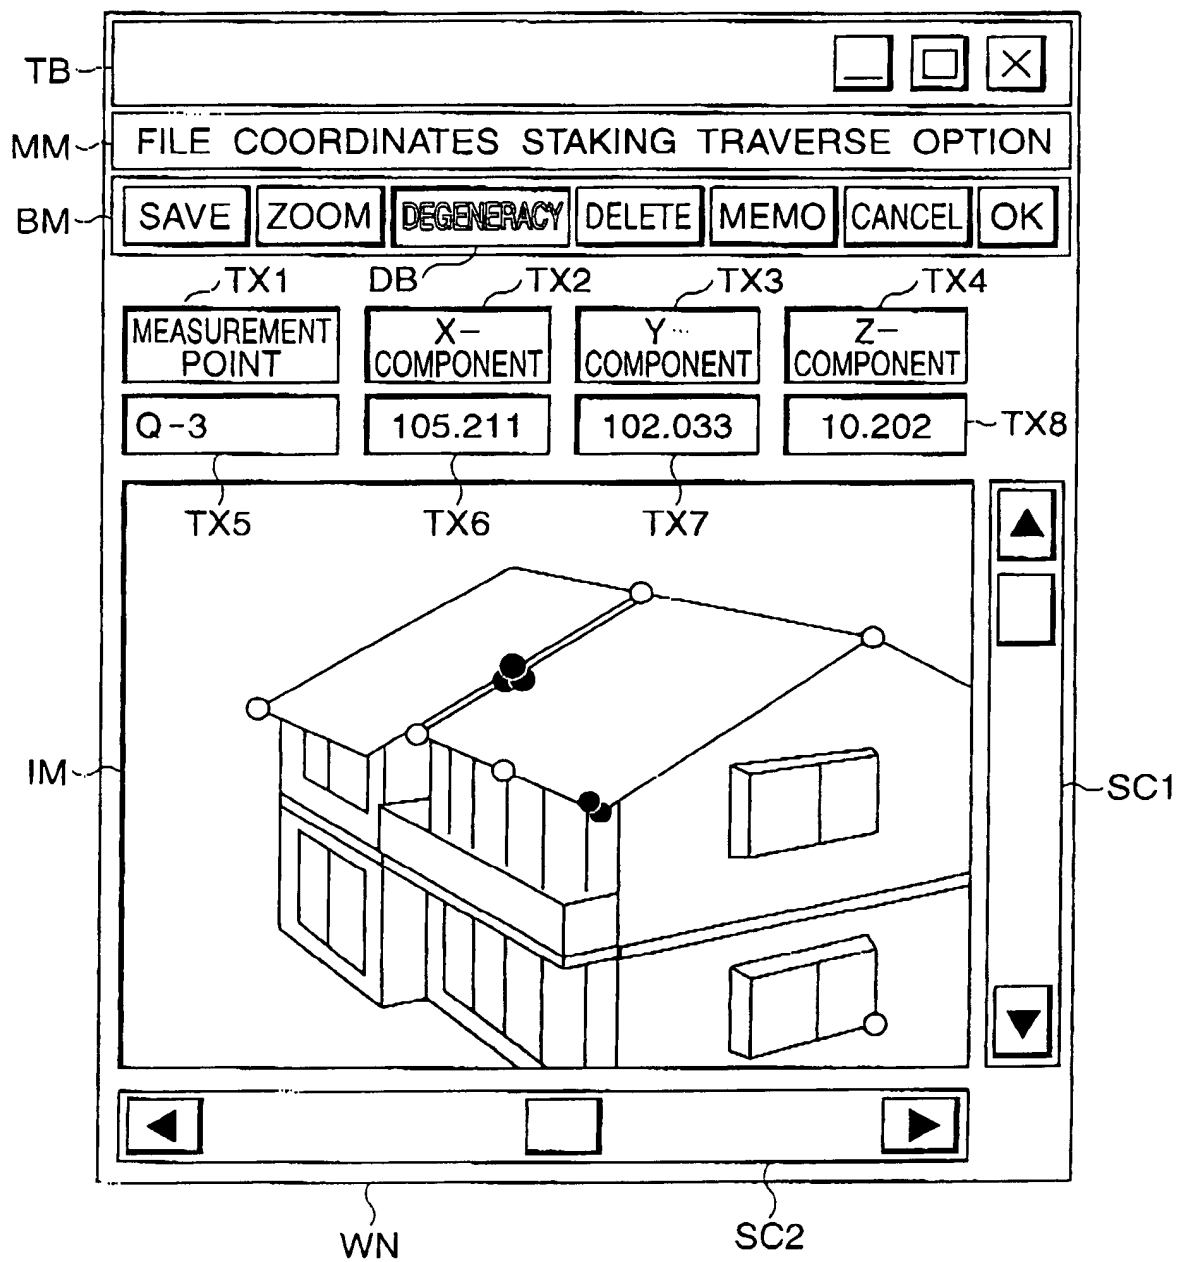 TB
MM FILE COORDINATES STAKING TRAVERSE OPTION
BM SAVE ZOOM DEGENERACY DELETE MEMO CANCEL OK
TX1 DB TX2 TX3 TX4
MEASUREMENT POINT
X-COMPONENT
Y-COMPONENT
Z-COMPONENT
Q-3 105.211 102.033 10.202 TX8
TX5 TX6 TX7
IM
SC1
WN
SC2